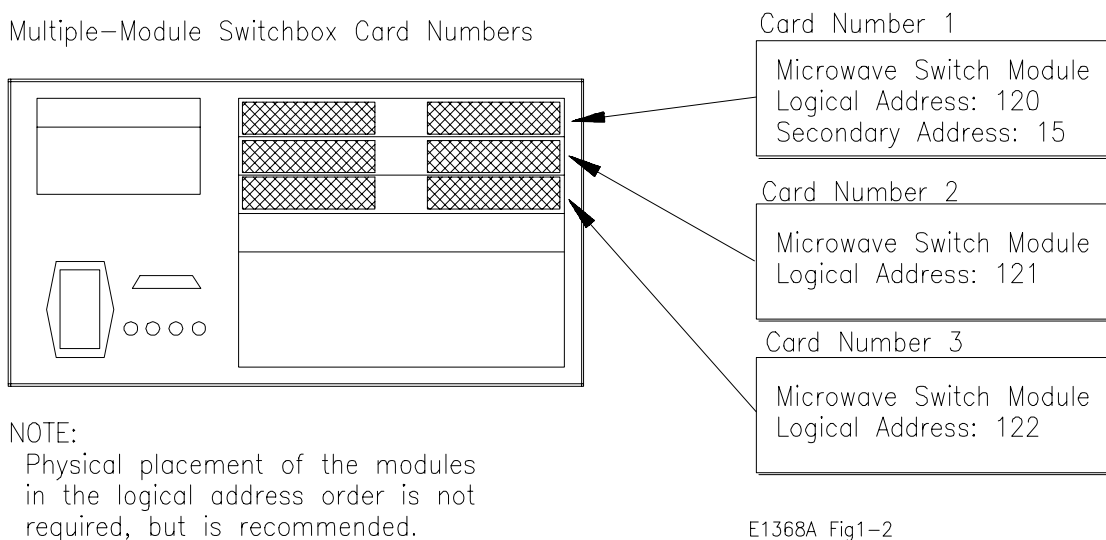 Multiple-Module Switchbox Card Numbers
Card Number 1
Microwave Switch Module
Logical Address: 120
Secondary Address: 15
Card Number 2
Microwave Switch Module
Logical Address: 121
Card Number 3
Microwave Switch Module
Logical Address: 122
NOTE:
Physical placement of the modules
in the logical address order is not
required, but is recommended.
E1368A Fig1-2